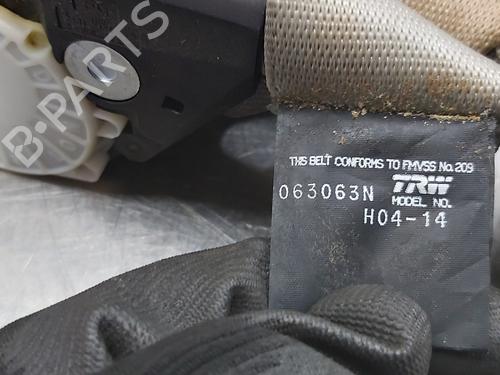 THIS BELT CONFORMS TO FMVSS No. 209
063063N TRW
MODEL NO.
H04-14
B-PARTS